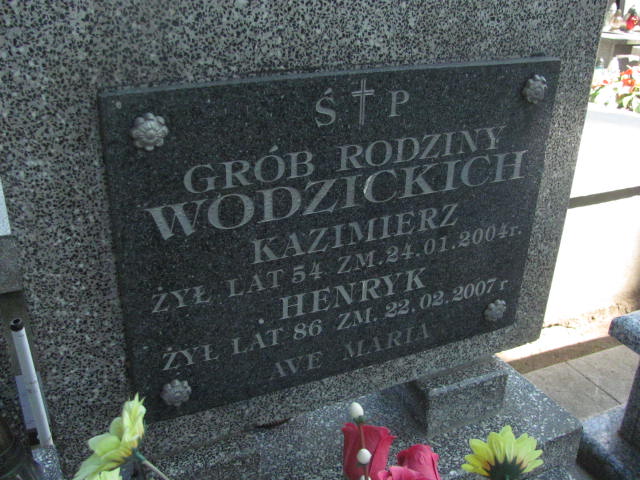 Ś P
GRÓB RODZINY
WODZICKICH
KAZIMIERZ
ŻYŁ LAT 54 ZM. 24.01.2004r.
HENRYK
ŻYŁ LAT 86 ZM. 22.02.2007r
AVE MARIA